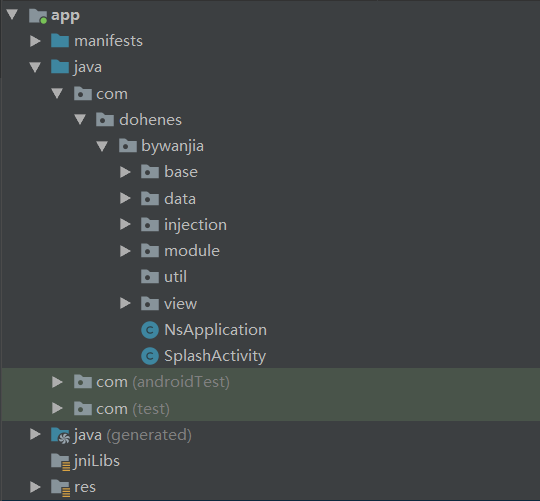 app
manifests
java
com
dohenes
bywanjia
base
data
injection
module
util
view
C NsApplication
C SplashActivity
com (androidTest)
com (test)
java (generated)
jniLibs
res